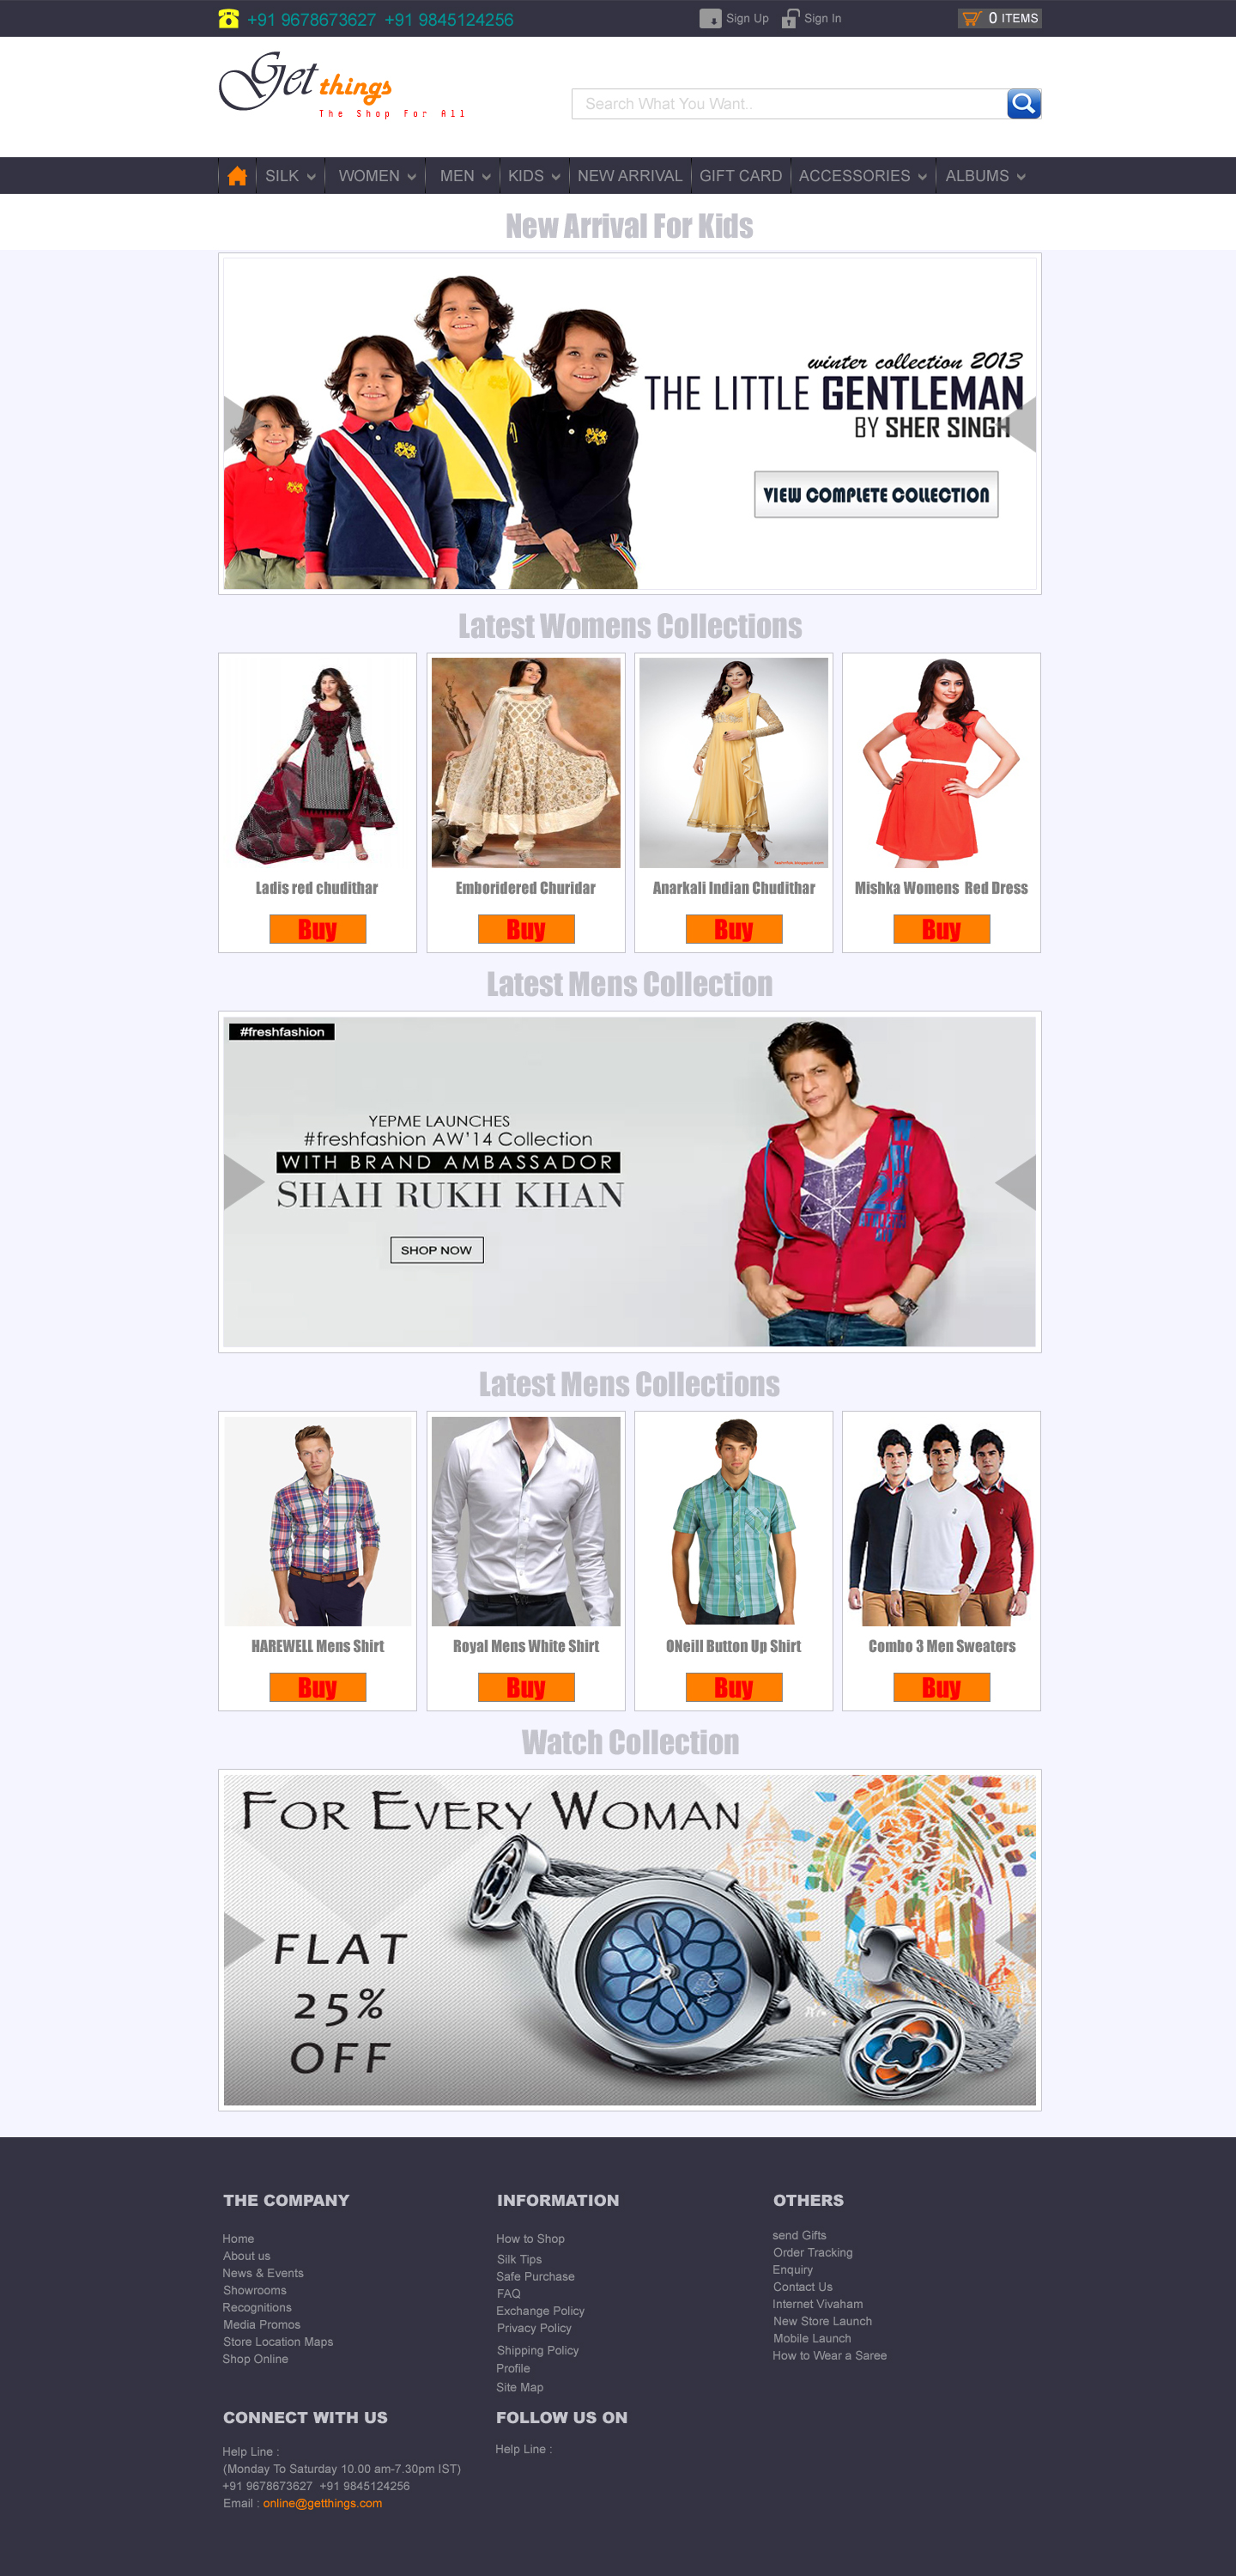 +91 9678673627 +91 9845124256 Sign Up Sign In 0 ITEMS
Get things
The Shop For All
Search What You Want..
SILK WOMEN MEN KIDS NEW ARRIVAL GIFT CARD ACCESSORIES ALBUMS
New Arrival For Kids
winter collection 2013
THE LITTLE GENTLEMAN
BY SHER SINGH
VIEW COMPLETE COLLECTION
Latest Womens Collections
Ladis red chudithar Emboridered Churidar Anarkali Indian Chudithar Mishka Womens Red Dress
Buy Buy Buy Buy
Latest Mens Collection
#freshfashion
YEPME LAUNCHES
#freshfashion AW'14 Collection
WITH BRAND AMBASSADOR
SHAH RUKH KHAN
SHOP NOW
Latest Mens Collections
HAREWELL Mens Shirt Royal Mens White Shirt ONeill Button Up Shirt Combo 3 Men Sweaters
Buy Buy Buy Buy
Watch Collection
FOR EVERY WOMAN
FLAT
25%
OFF
THE COMPANY
Home
About us
News & Events
Showrooms
Recognitions
Media Promos
Store Location Maps
Shop Online
INFORMATION
How to Shop
Silk Tips
Safe Purchase
FAQ
Exchange Policy
Privacy Policy
Shipping Policy
Profile
Site Map
OTHERS
send Gifts
Order Tracking
Enquiry
Contact Us
Internet Vivaham
New Store Launch
Mobile Launch
How to Wear a Saree
CONNECT WITH US
Help Line :
(Monday To Saturday 10.00 am-7.30pm IST)
+91 9678673627 +91 9845124256
Email : online@getthings.com
FOLLOW US ON
Help Line :